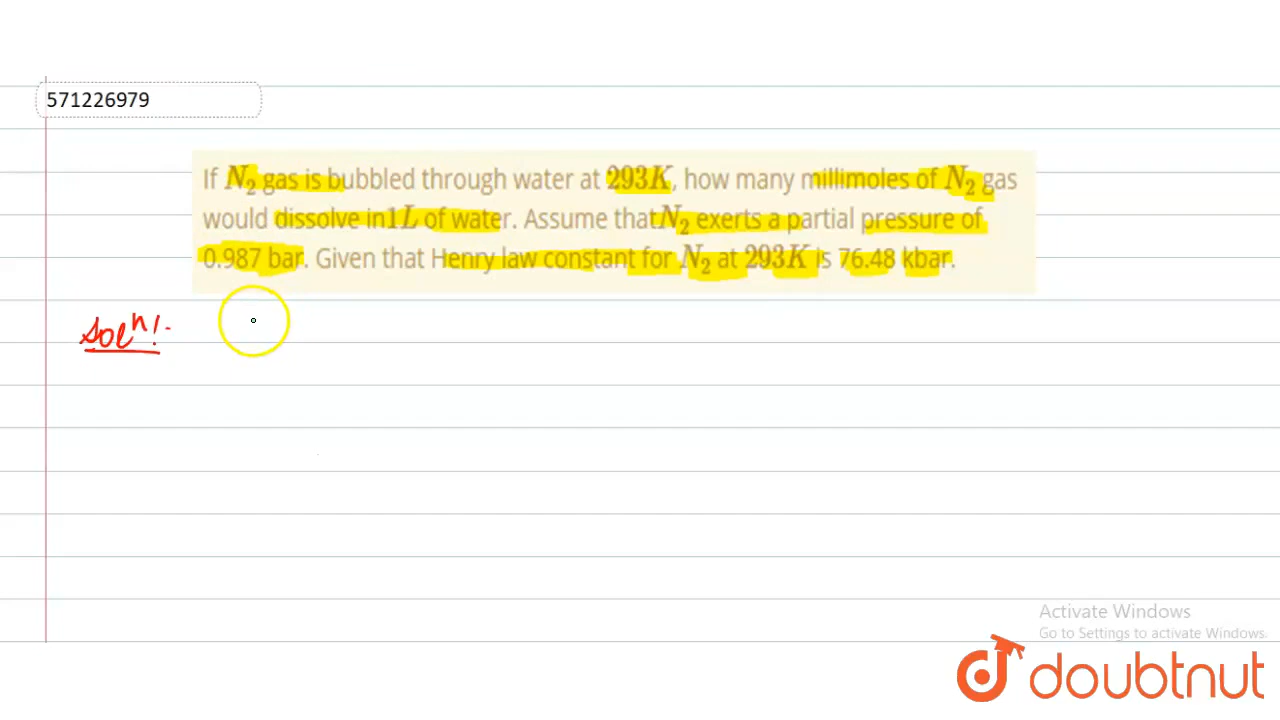 571226979
If N₂ gas is bubbled through water at 293K, how many millimoles of N₂ gas
would dissolve in1L of water. Assume thatN₂ exerts a partial pressure of
0.987 bar. Given that Henry law constant for N₂ at 293K is 76.48 kbar.
Solⁿ!-
Activate Windows
Go to Settings to activate Windows.
doubtnut